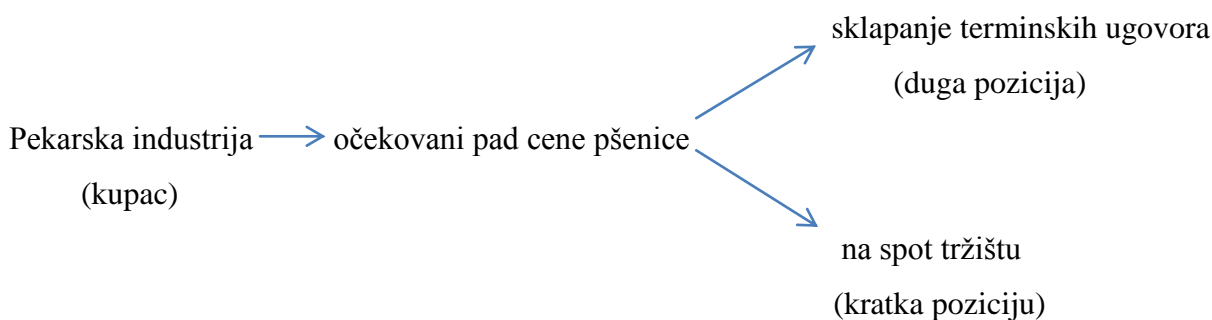 sklapanje terminskih ugovora
(duga pozicija)
Pekarska industrija očekovani pad cene pšenice
(kupac)
na spot tržištu
(kratka poziciju)